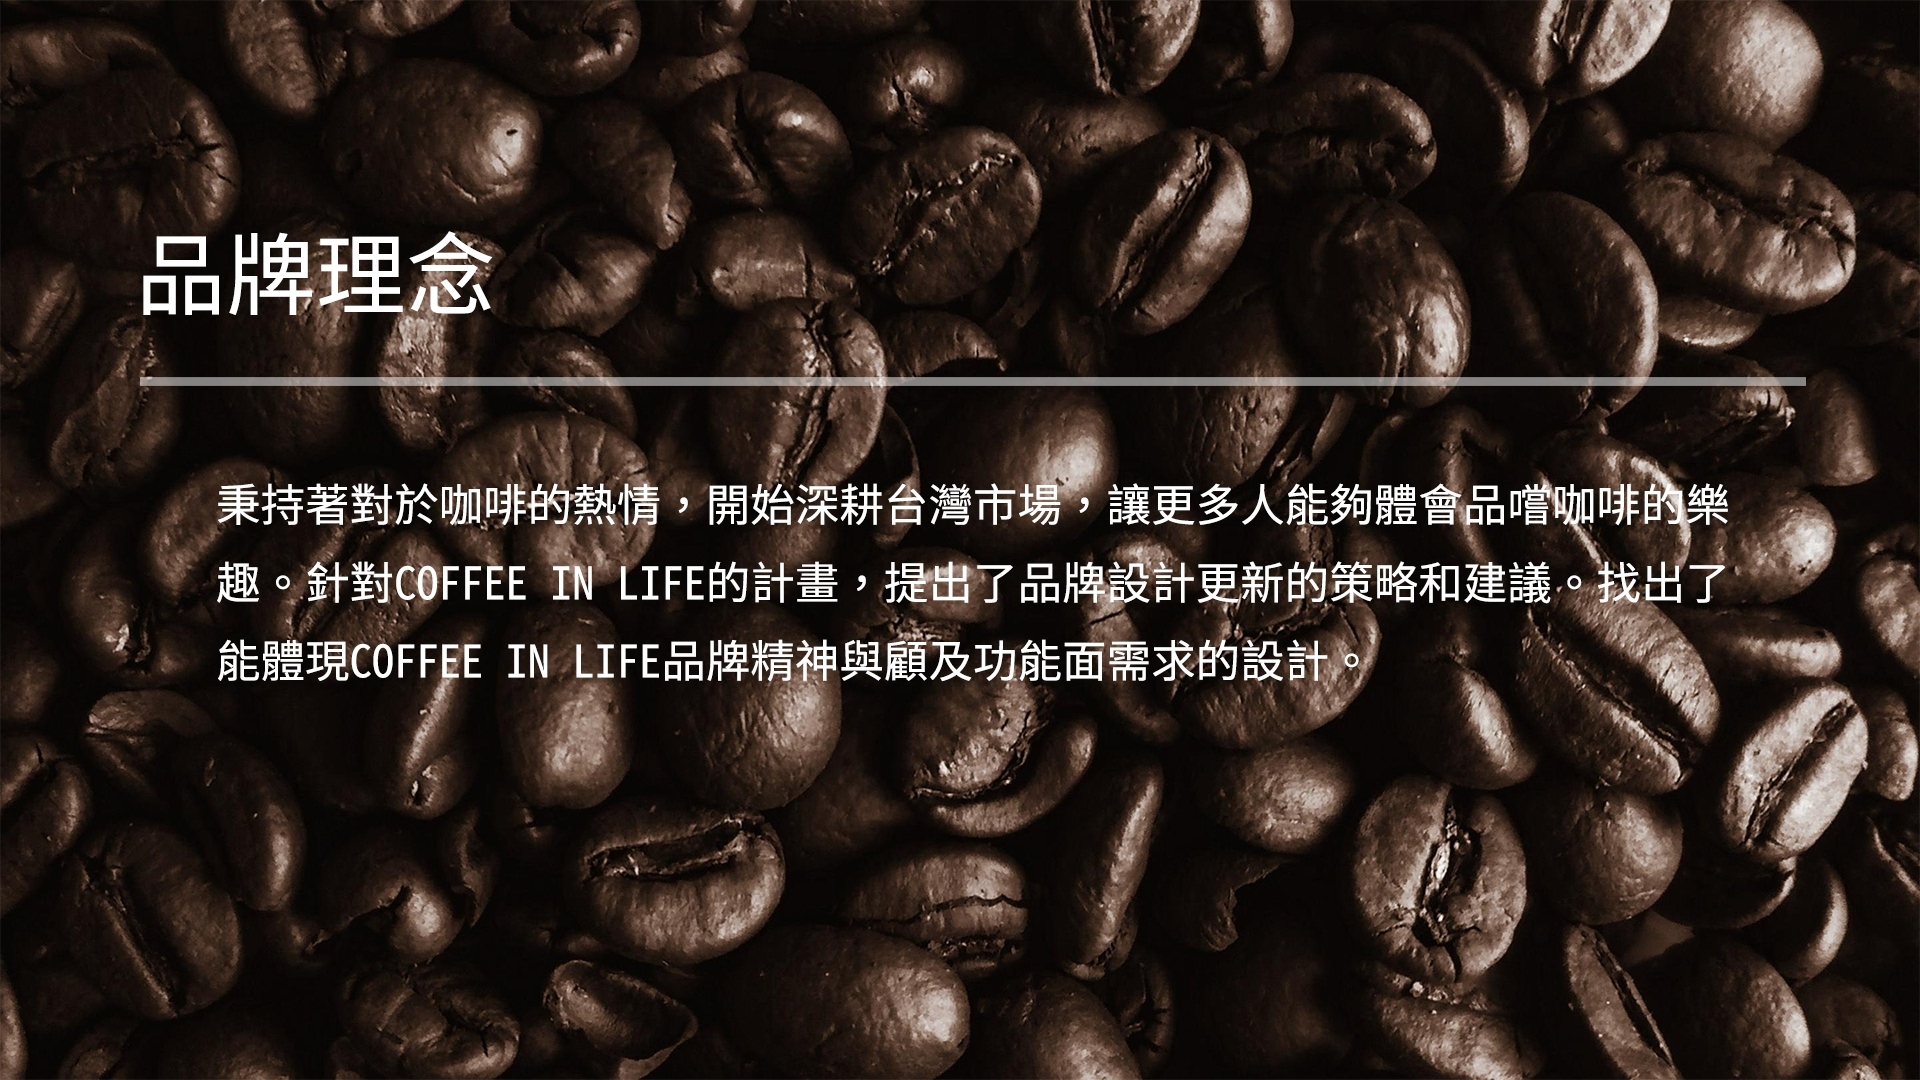 品牌理念
秉持著對於咖啡的熱情，開始深耕台灣市場，讓更多人能夠體會品嚐咖啡的樂
趣。針對COFFEE IN LIFE的計畫，提出了品牌設計更新的策略和建議。找出了
能體現COFFEE IN LIFE品牌精神與顧及功能面需求的設計。